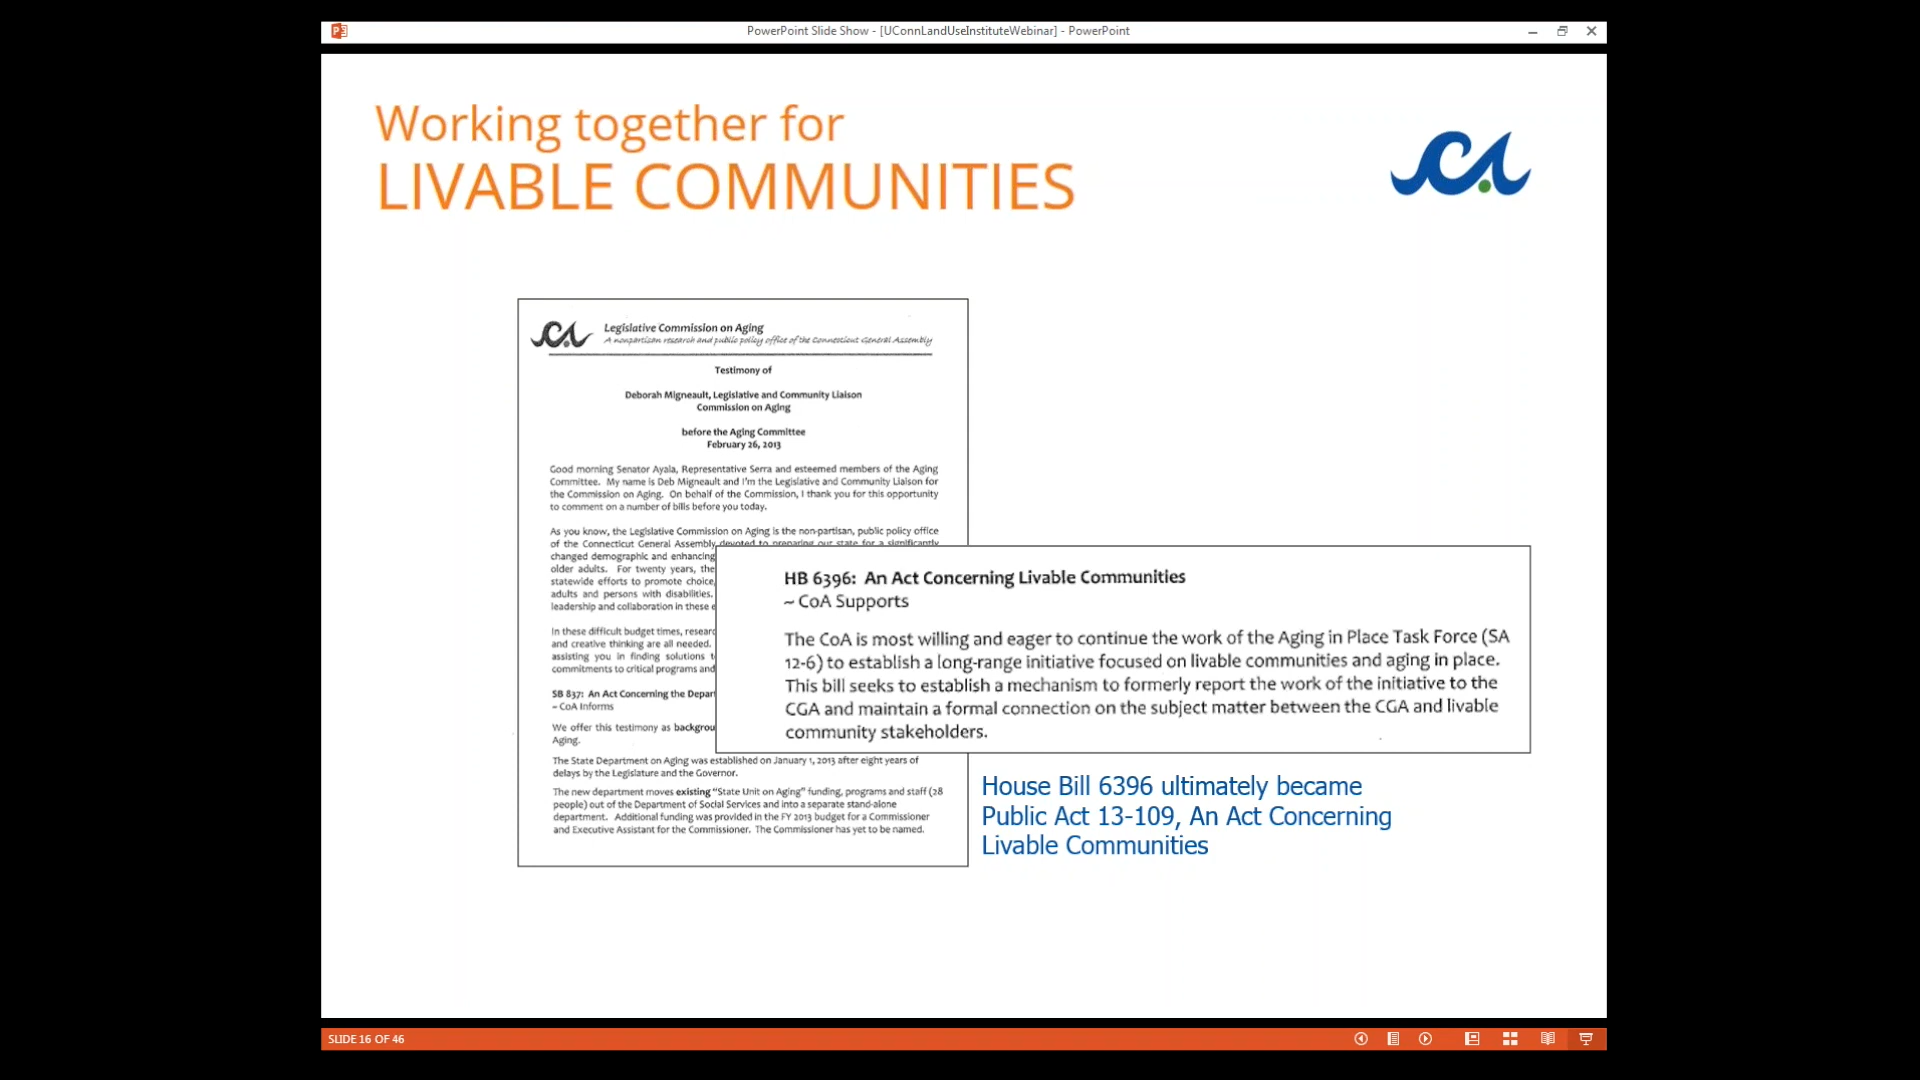 PowerPoint Slide Show - [UConnLandUseInstituteWebinar] - PowerPoint
Working together for
LIVABLE COMMUNITIES
Legislative Commission on Aging
A nonpartisan research and public policy office of the Connecticut General Assembly
Testimony of
Deborah Migneault, Legislative and Community Liaison
Commission on Aging
before the Aging Committee
February 26, 2013
Good morning Senator Ayala, Representative Serra and esteemed members of the Aging
Committee. My name is Deb Migneault and I'm the Legislative and Community Liaison for
the Commission on Aging. On behalf of the Commission, I thank you for this opportunity
to comment on a number of bills before you today.
As you know, the Legislative Commission on Aging is the non-partisan, public policy office
of the Connecticut General Assembly devoted to preparing our state for a significantly
changed demographic and enhancing
older adults. For twenty years, the
statewide efforts to promote choice,
adults and persons with disabilities.
leadership and collaboration in these e
In these difficult budget times, researc
and creative thinking are all needed.
assisting you in finding solutions t
commitments to critical programs and
SB 837: An Act Concerning the Depart
~ CoA Informs
We offer this testimony as backgrou
Aging.
The State Department on Aging was established on January 1, 2013 after eight years of
delays by the Legislature and the Governor.
The new department moves existing "State Unit on Aging" funding, programs and staff (28
people) out of the Department of Social Services and into a separate stand-alone
department. Additional funding was provided in the FY 2013 budget for a Commissioner
and Executive Assistant for the Commissioner. The Commissioner has yet to be named.
HB 6396: An Act Concerning Livable Communities
~ CoA Supports
The CoA is most willing and eager to continue the work of the Aging in Place Task Force (SA
12-6) to establish a long-range initiative focused on livable communities and aging in place.
This bill seeks to establish a mechanism to formerly report the work of the initiative to the
CGA and maintain a formal connection on the subject matter between the CGA and livable
community stakeholders.
House Bill 6396 ultimately became
Public Act 13-109, An Act Concerning
Livable Communities
SLIDE 16 OF 46